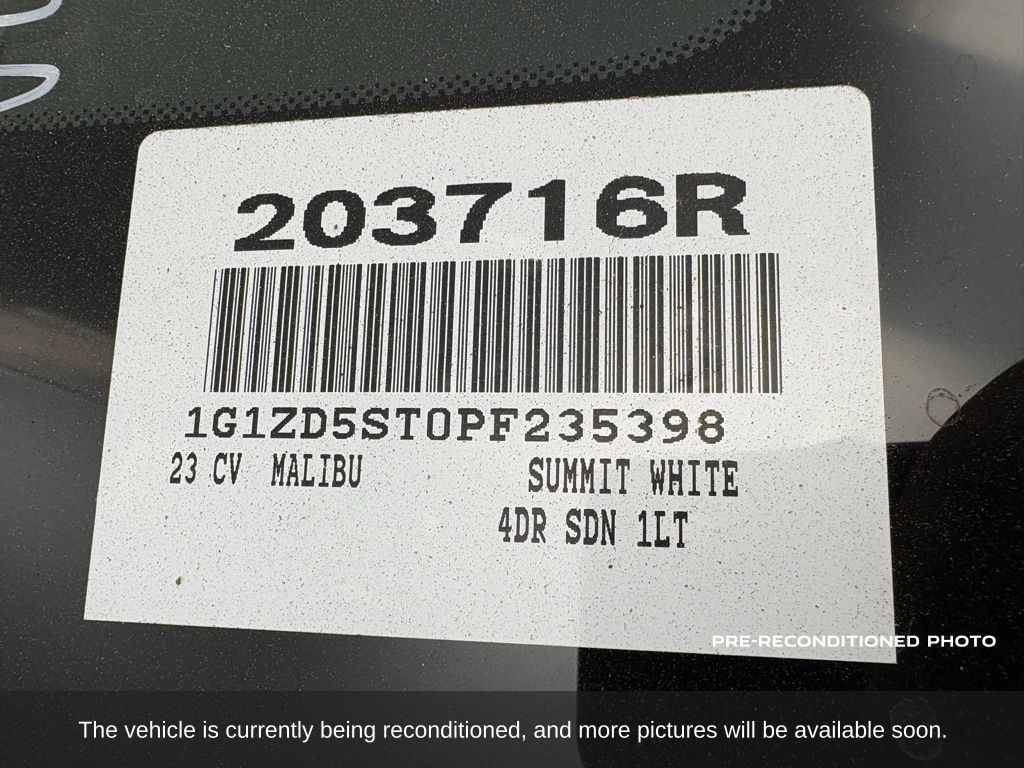 203716R
1G1ZD5ST0PF235398
23 CV MALIBU SUMMIT WHITE
4DR SDN 1LT
PRE-RECONDITIONED PHOTO
The vehicle is currently being reconditioned, and more pictures will be available soon.